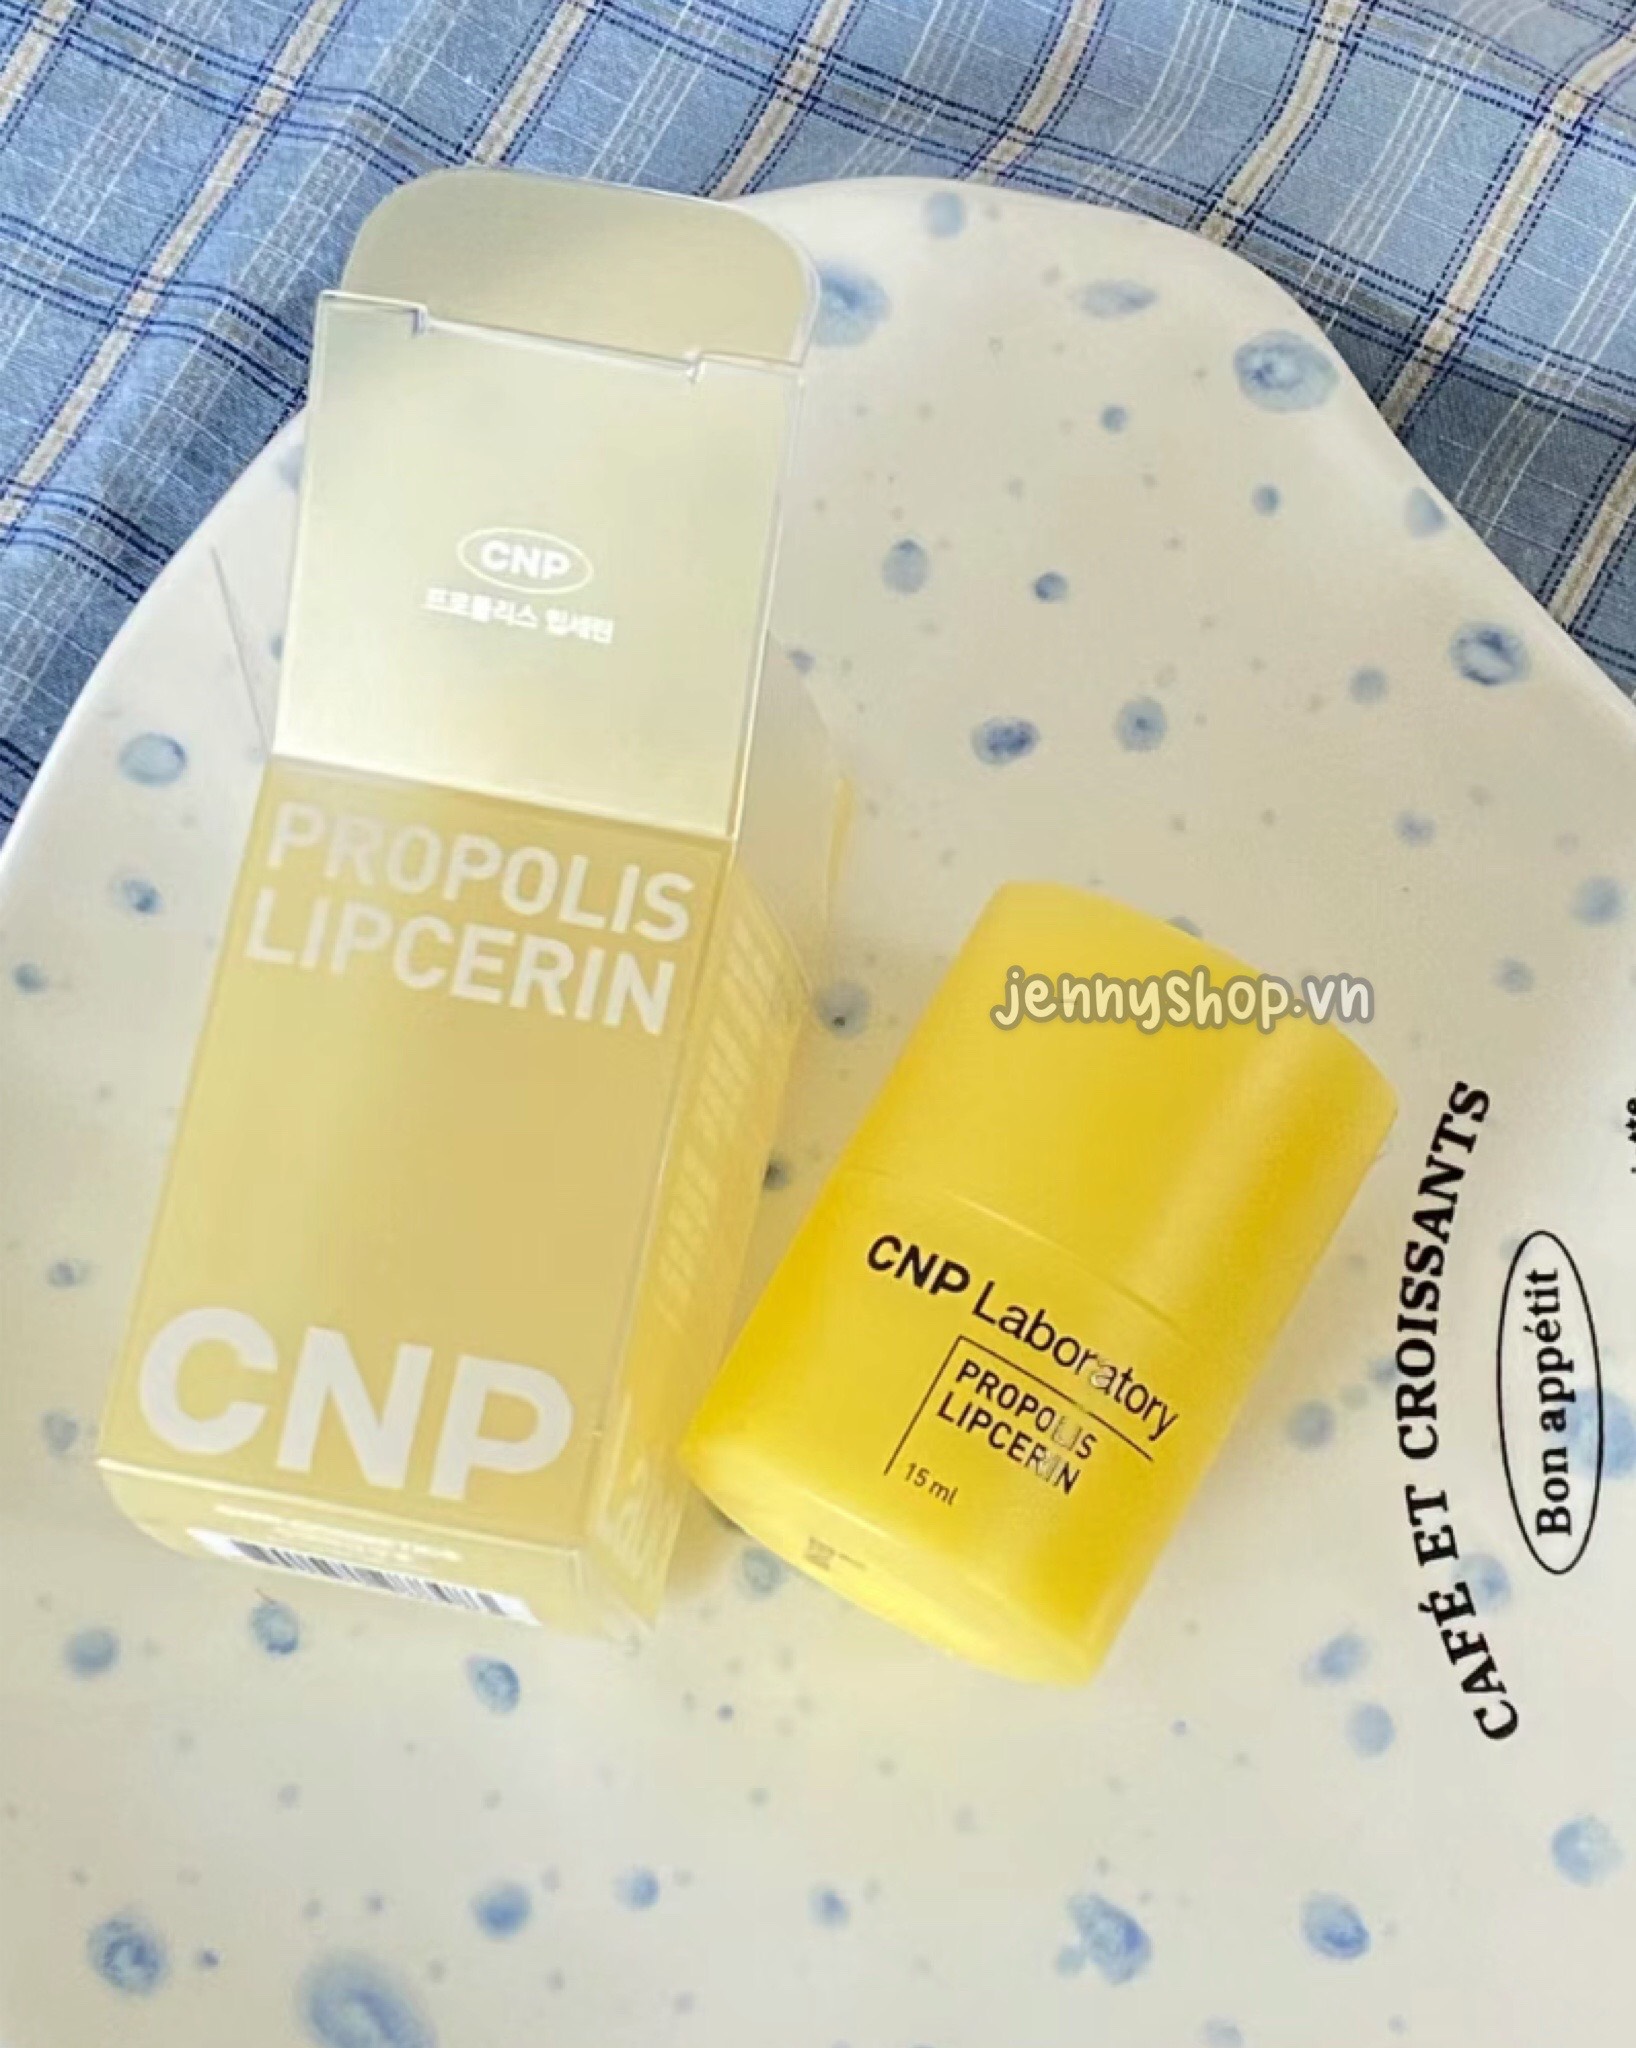 CNP
프로폴리스 립세린
PROPOLIS
LIPCERIN
CNP
jennyshop.vn
CNP Laboratory
PROPOLIS
LIPCERIN
15 ml
CAFÉ ET CROISSANTS
Bon appétit